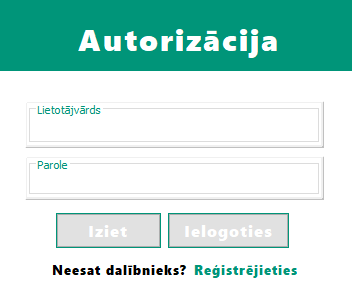 Autorizācija
Lietotājvārds
Parole
Iziet Ielogoties
Neesat dalībnieks? Reģistrējieties